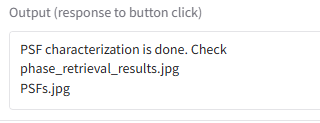 Output (response to button click)
PSF characterization is done. Check
phase_retrieval_results.jpg
PSFs.jpg